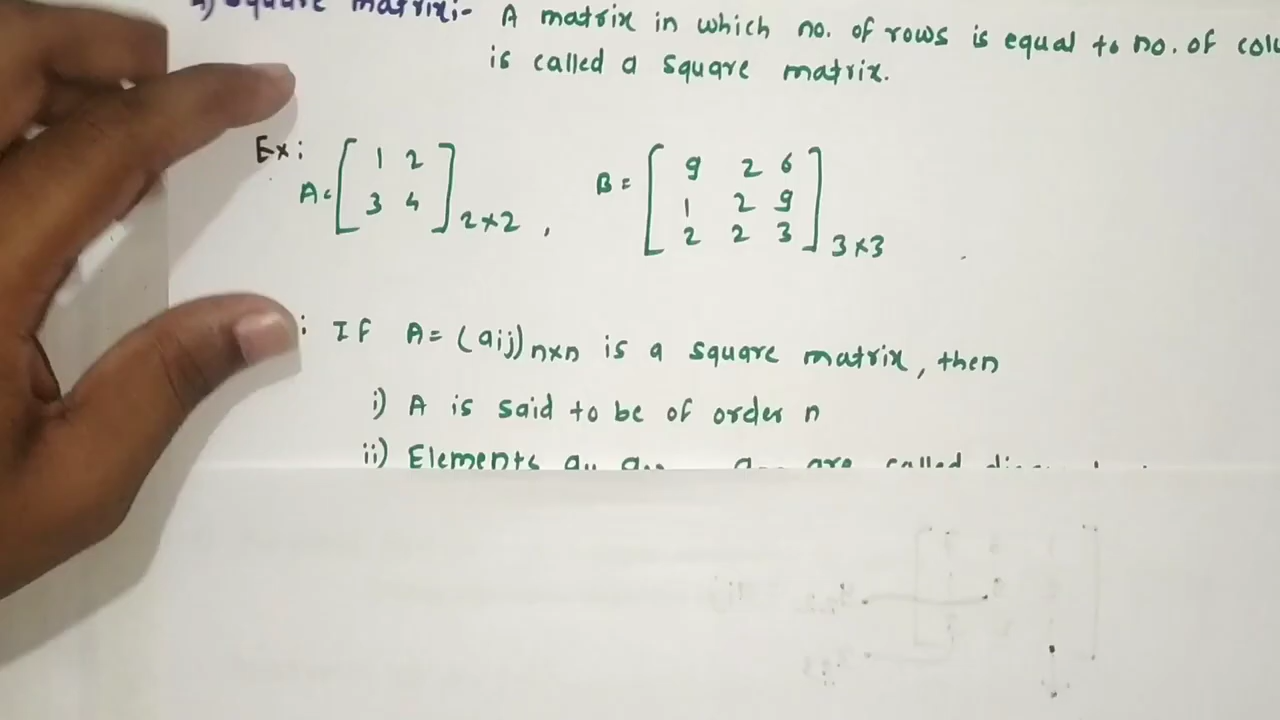 Square matrix:- A matrix in which no. of rows is equal to no. of
is called a square matrix.
Ex:
A= [ 1 2
3 4 ] 2×2 ,
B = [ 9 2 6
1 2 9
2 2 3 ] 3×3
: If A = (aij) n×n is a square matrix, then
i) A is said to be of order n
ii) Elements are called